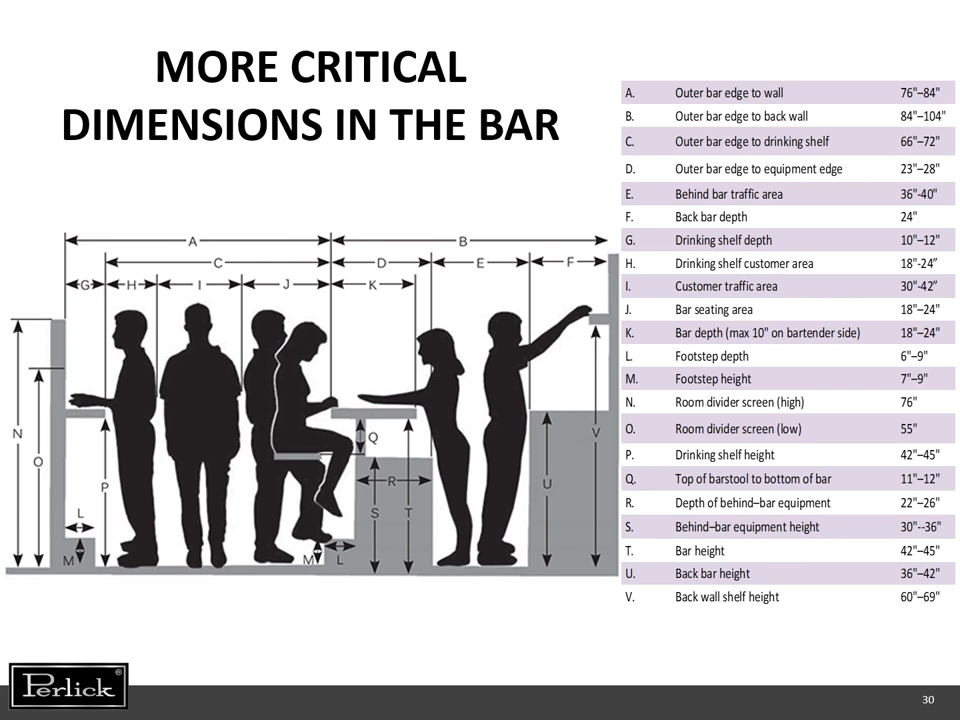 MORE CRITICAL
DIMENSIONS IN THE BAR
A. Outer bar edge to wall 76"–84"
B. Outer bar edge to back wall 84"–104"
C. Outer bar edge to drinking shelf 66"–72"
D. Outer bar edge to equipment edge 23"–28"
E. Behind bar traffic area 36"-40"
F. Back bar depth 24"
G. Drinking shelf depth 10"–12"
H. Drinking shelf customer area 18"-24”
I. Customer traffic area 30"-42”
J. Bar seating area 18"–24"
K. Bar depth (max 10" on bartender side) 18"–24"
L. Footstep depth 6"–9"
M. Footstep height 7"–9"
N. Room divider screen (high) 76"
O. Room divider screen (low) 55"
P. Drinking shelf height 42"–45"
Q. Top of barstool to bottom of bar 11"–12"
R. Depth of behind–bar equipment 22"–26"
S. Behind–bar equipment height 30"--36"
T. Bar height 42"–45"
U. Back bar height 36"–42"
V. Back wall shelf height 60"–69"
A B
C D E F
G H I J K
N O P Q R S T U V
L M M L
Perlick®
30